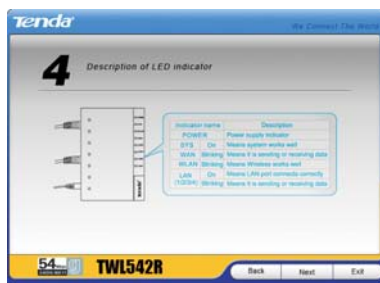 Tenda
We Connect The World
4
Description of LED indicator
Indicator name Description
POWER Power supply indicator
SYS On Means system works well
WAN Blinking Means it is sending or receiving data
WLAN Blinking Means Wireless works well
LAN (1/2/3/4) On Means LAN port connects correctly
Blinking Means it is sending or receiving data
Tenda
54
TWL542R
Back Next Exit